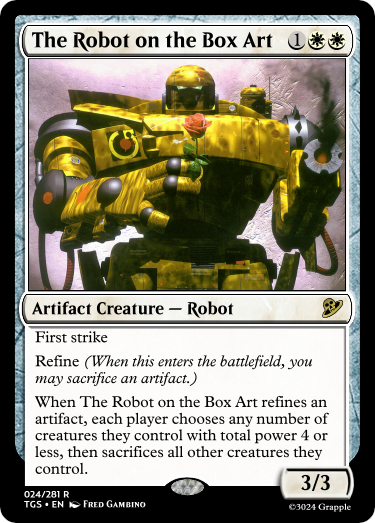 The Robot on the Box Art 1
Artifact Creature — Robot
First strike
Refine (When this enters the battlefield, you
may sacrifice an artifact.)
When The Robot on the Box Art refines an
artifact, each player chooses any number of
creatures they control with total power 4 or
less, then sacrifices all other creatures they
control.
3/3
024/281 R
TGS • EN Fred Gambino
©3024 Grapple